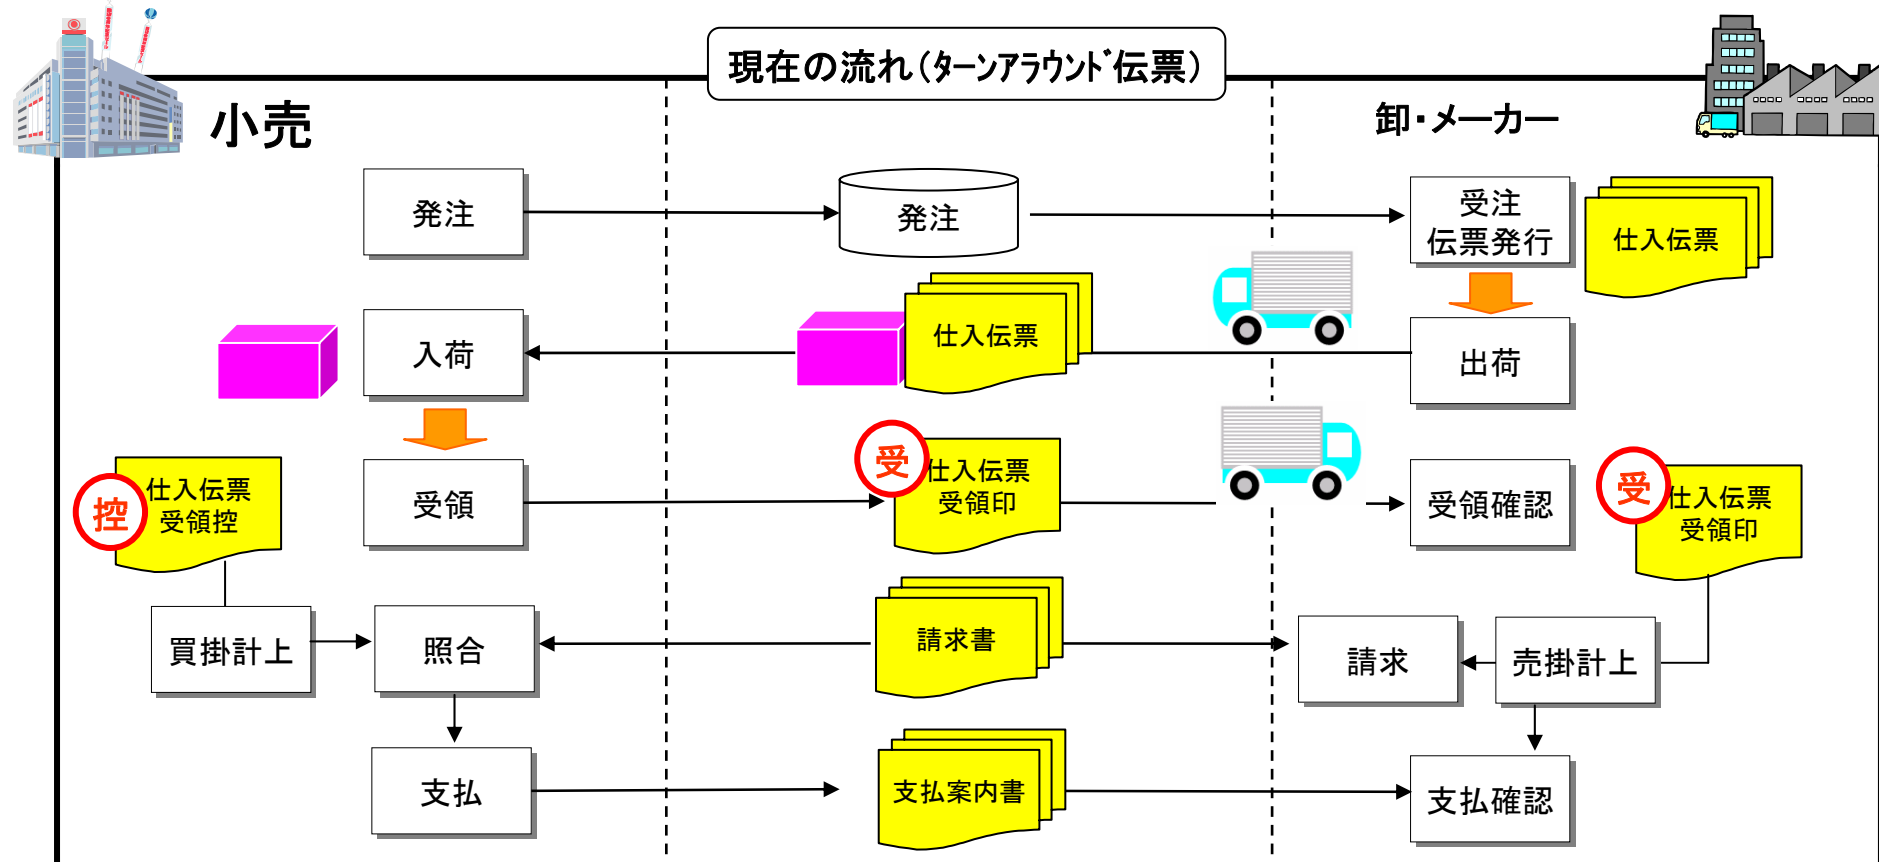 現在の流れ(ﾀｰﾝｱﾗｳﾝﾄﾞ伝票)
小売
卸・メーカー
発注
発注
受注
伝票発行
仕入伝票
入荷
仕入伝票
出荷
控
仕入伝票
受領控
受領
受
仕入伝票
受領印
受領確認
受
仕入伝票
受領印
買掛計上
照合
請求書
請求
売掛計上
支払
支払案内書
支払確認